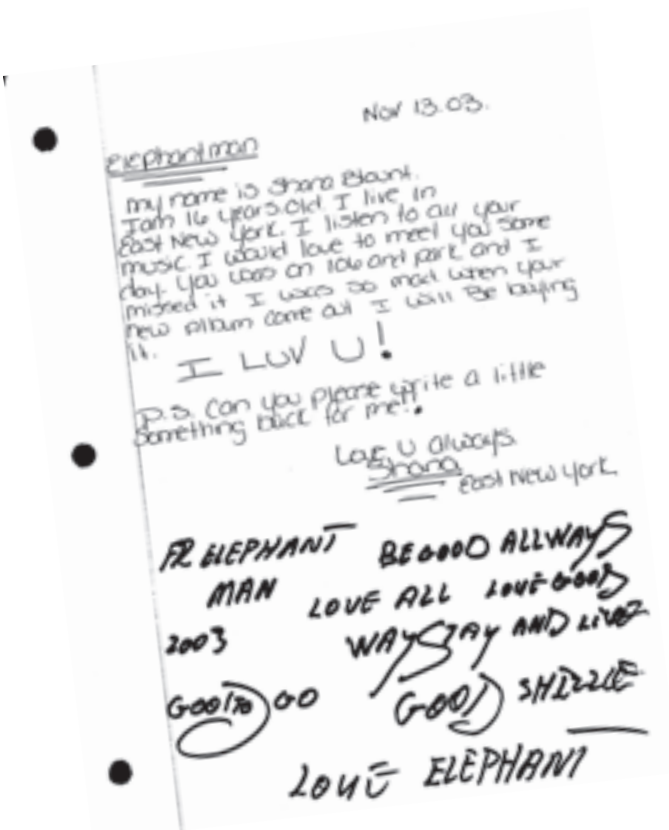 Nov 13.03.
Elephantman
my name is Shana Blount.
I am 16 years.old. I live in
East New York. I listen to all your
music. I would love to meet you some
day. you was on 106 and park and I
missed it I was so mad when your
new album came out I will Be buying
it.
I LUV U!
P.S. Can you please write a little
something back for me!!
Love U always
Shana
East New York
FR ELEPHANT
MAN
2003
GOOD TO GO
BE GOOD ALLWAYS
LOVE ALL LOVE GOOD
WAY STAY AND LIVE
GOOD SHIZZLE
LOVE ELEPHANT